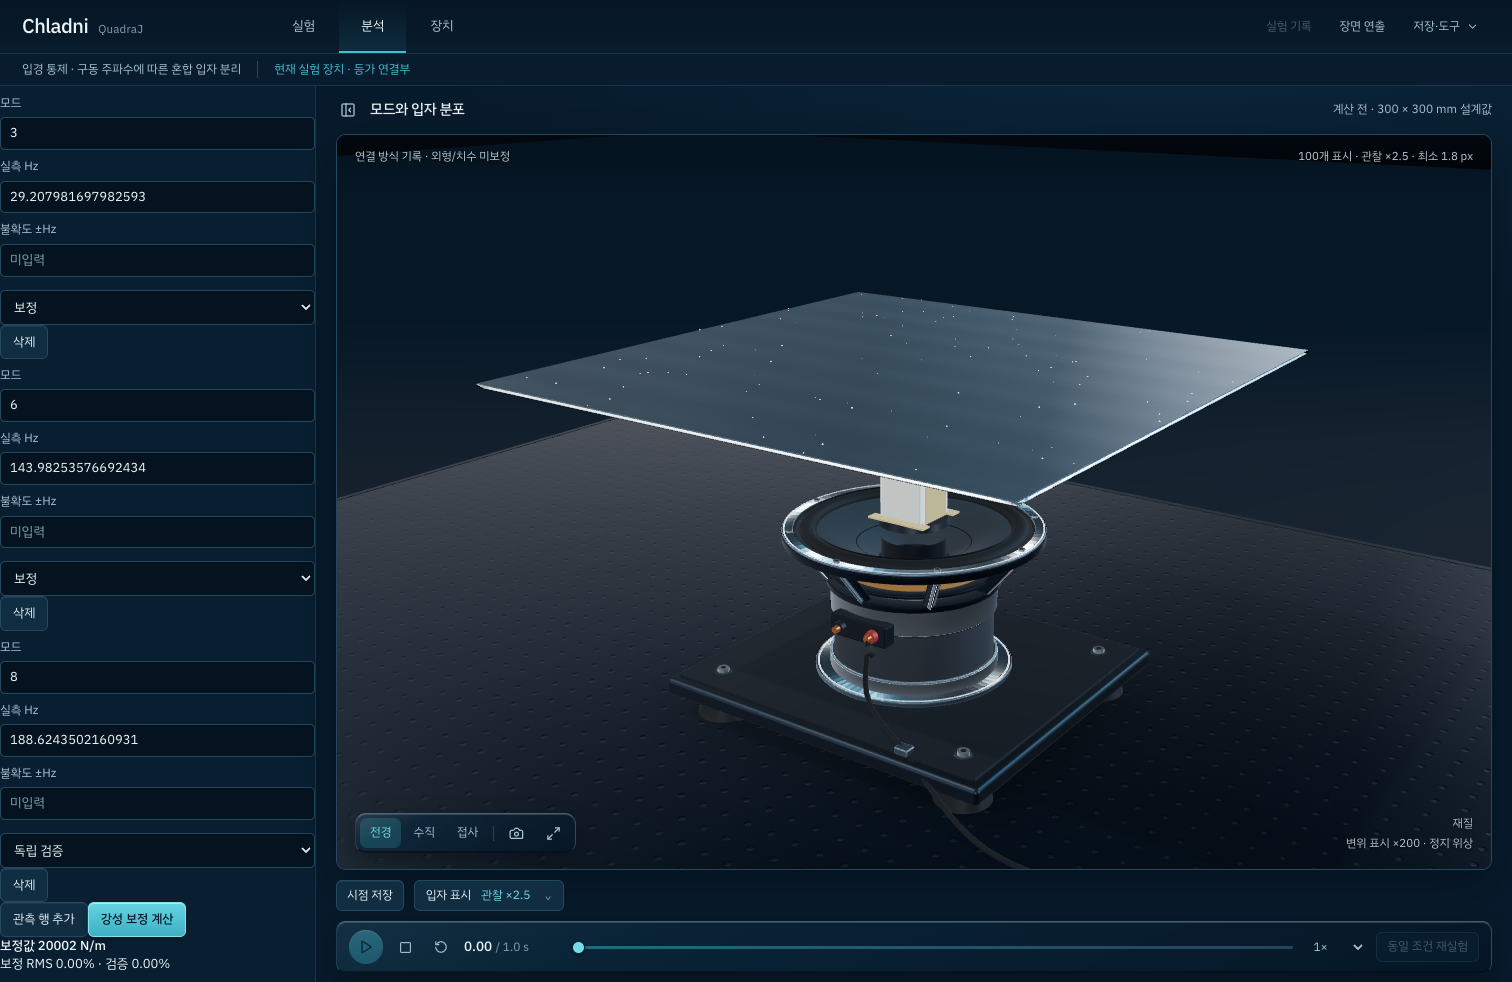 Chladni QuadraJ 실험 분석 장치 실험 기록 장면 연출 저장·도구
입경 통제 · 구동 주파수에 따른 혼합 입자 분리 현재 실험 장치 · 등가 연결부
모드
3
실측 Hz
29.207981697982593
불확도 ±Hz
미입력
보정
삭제
모드
6
실측 Hz
143.98253576692434
불확도 ±Hz
미입력
보정
삭제
모드
8
실측 Hz
188.6243502160931
불확도 ±Hz
미입력
독립 검증
삭제
관측 행 추가 강성 보정 계산
보정값 20002 N/m
보정 RMS 0.00% · 검증 0.00%
모드와 입자 분포 계산 전 · 300 × 300 mm 설계값
연결 방식 기록 · 외형/치수 미보정 100개 표시 · 관찰 ×2.5 · 최소 1.8 px
재질
전경 수직 접사 변위 표시 ×200 · 정지 위상
시점 저장 입자 표시 관찰 ×2.5
0.00 / 1.0 s 1× 동일 조건 재실험